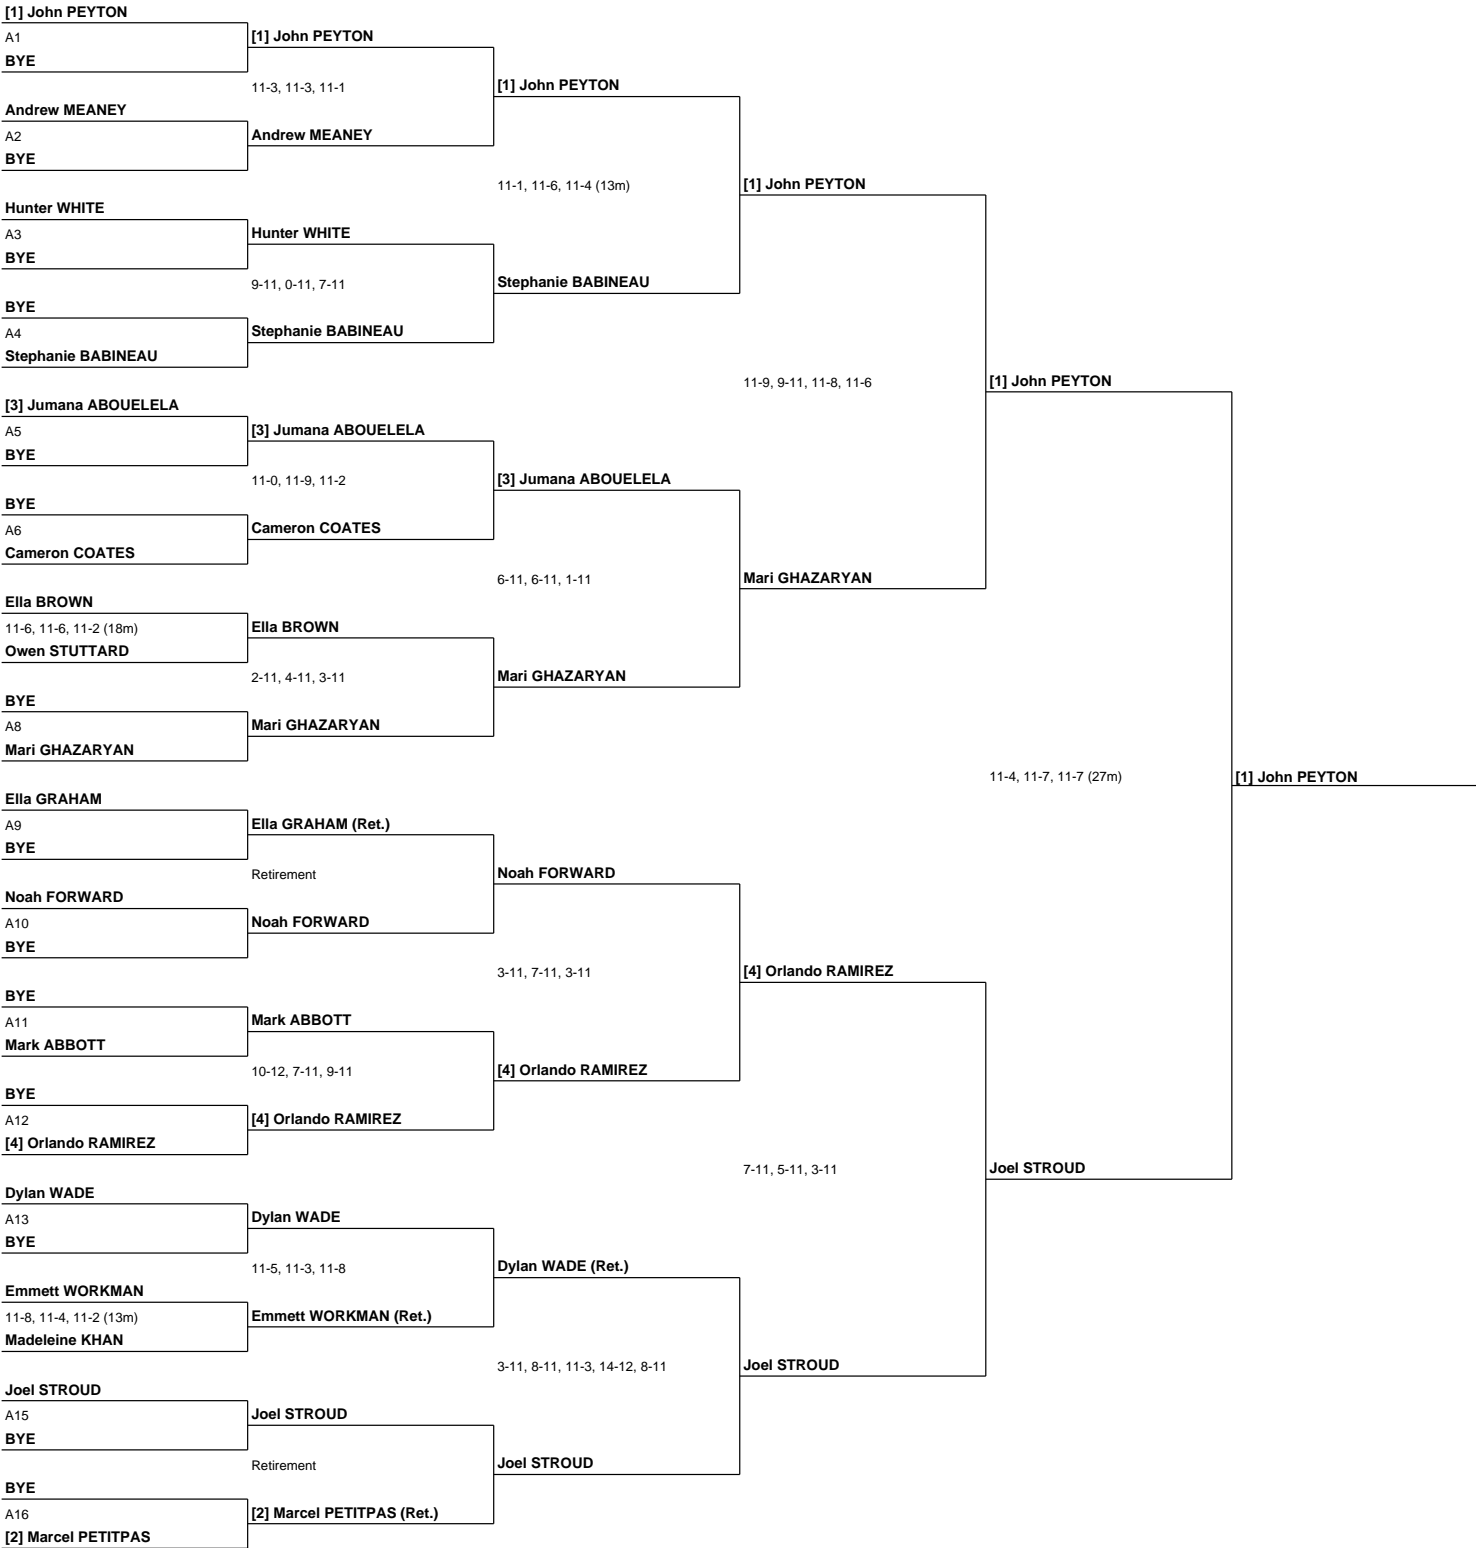 [1] John PEYTON
A1
BYE
Andrew MEANEY
A2
BYE
Hunter WHITE
A3
BYE
BYE
A4
Stephanie BABINEAU
[3] Jumana ABOUELELA
A5
BYE
BYE
A6
Cameron COATES
Ella BROWN
11-6, 11-6, 11-2 (18m)
Owen STUTTARD
BYE
A8
Mari GHAZARYAN
Ella GRAHAM
A9
BYE
Noah FORWARD
A10
BYE
BYE
A11
Mark ABBOTT
BYE
A12
[4] Orlando RAMIREZ
Dylan WADE
A13
BYE
Emmett WORKMAN
11-8, 11-4, 11-2 (13m)
Madeleine KHAN
Joel STROUD
A15
BYE
BYE
A16
[2] Marcel PETITPAS
[1] John PEYTON
11-3, 11-3, 11-1
Andrew MEANEY
Hunter WHITE
9-11, 0-11, 7-11
Stephanie BABINEAU
[3] Jumana ABOUELELA
11-0, 11-9, 11-2
Cameron COATES
Ella BROWN
2-11, 4-11, 3-11
Mari GHAZARYAN
Ella GRAHAM (Ret.)
Retirement
Noah FORWARD
Mark ABBOTT
10-12, 7-11, 9-11
[4] Orlando RAMIREZ
Dylan WADE
11-5, 11-3, 11-8
Emmett WORKMAN (Ret.)
Joel STROUD
Retirement
[2] Marcel PETITPAS (Ret.)
[1] John PEYTON
11-1, 11-6, 11-4 (13m)
Stephanie BABINEAU
[3] Jumana ABOUELELA
6-11, 6-11, 1-11
Mari GHAZARYAN
Noah FORWARD
3-11, 7-11, 3-11
[4] Orlando RAMIREZ
Dylan WADE (Ret.)
3-11, 8-11, 11-3, 14-12, 8-11
Joel STROUD
[1] John PEYTON
11-9, 9-11, 11-8, 11-6
Mari GHAZARYAN
[4] Orlando RAMIREZ
7-11, 5-11, 3-11
Joel STROUD
[1] John PEYTON
11-4, 11-7, 11-7 (27m)
Joel STROUD
[1] John PEYTON